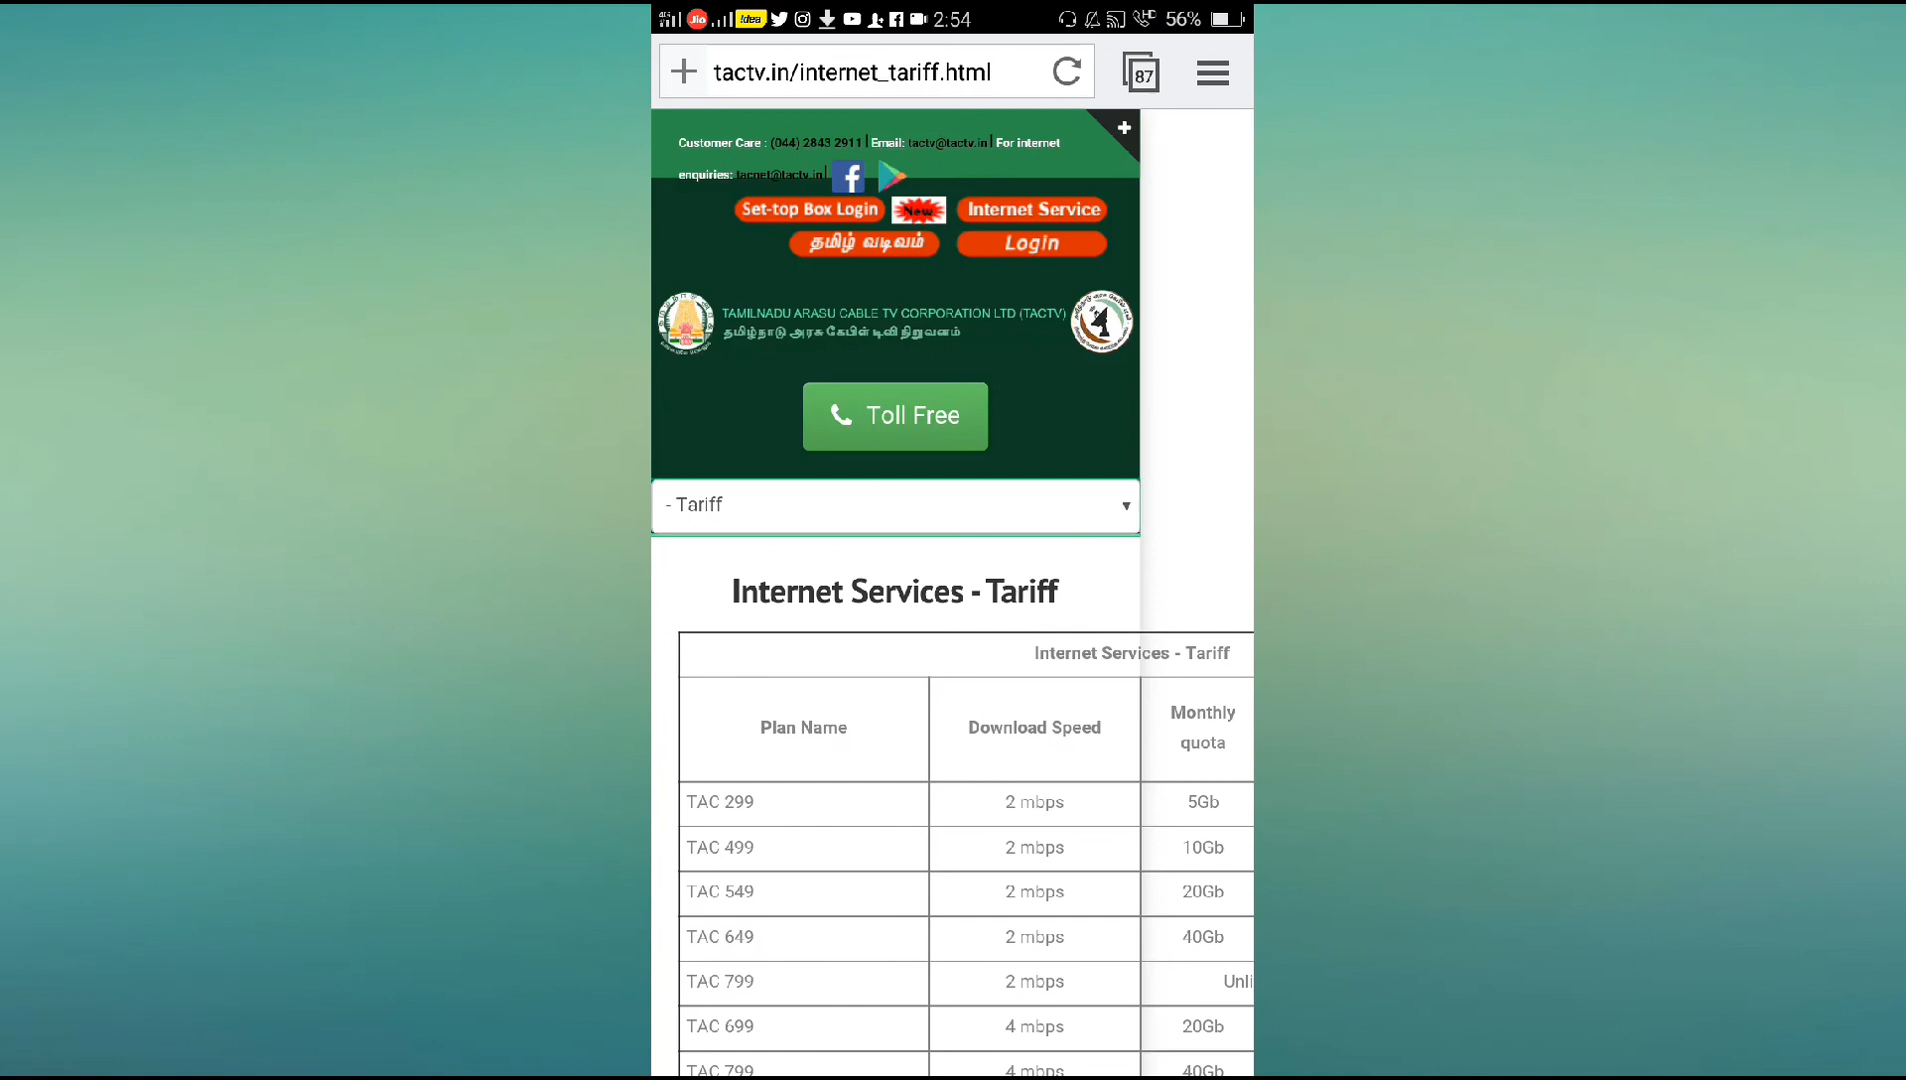 Jio !dea 2:54 HD 56%
tactv.in/internet_tariff.html 87
Customer Care : (044) 2843 2911 | Email: tactv@tactv.in | For internet
enquiries: tacnet@tactv.in |
Set-top Box Login New Internet Service
தமிழ் வடிவம் Login
TAMILNADU ARASU CABLE TV CORPORATION LTD (TACTV)
தமிழ்நாடு அரசு கேபிள் டிவி நிறுவனம்
Toll Free
- Tariff
Internet Services - Tariff
Internet Services - Tariff
Plan Name Download Speed Monthly quota
TAC 299 2 mbps 5Gb
TAC 499 2 mbps 10Gb
TAC 549 2 mbps 20Gb
TAC 649 2 mbps 40Gb
TAC 799 2 mbps Unli
TAC 699 4 mbps 20Gb
TAC 799 4 mbps 40Gb